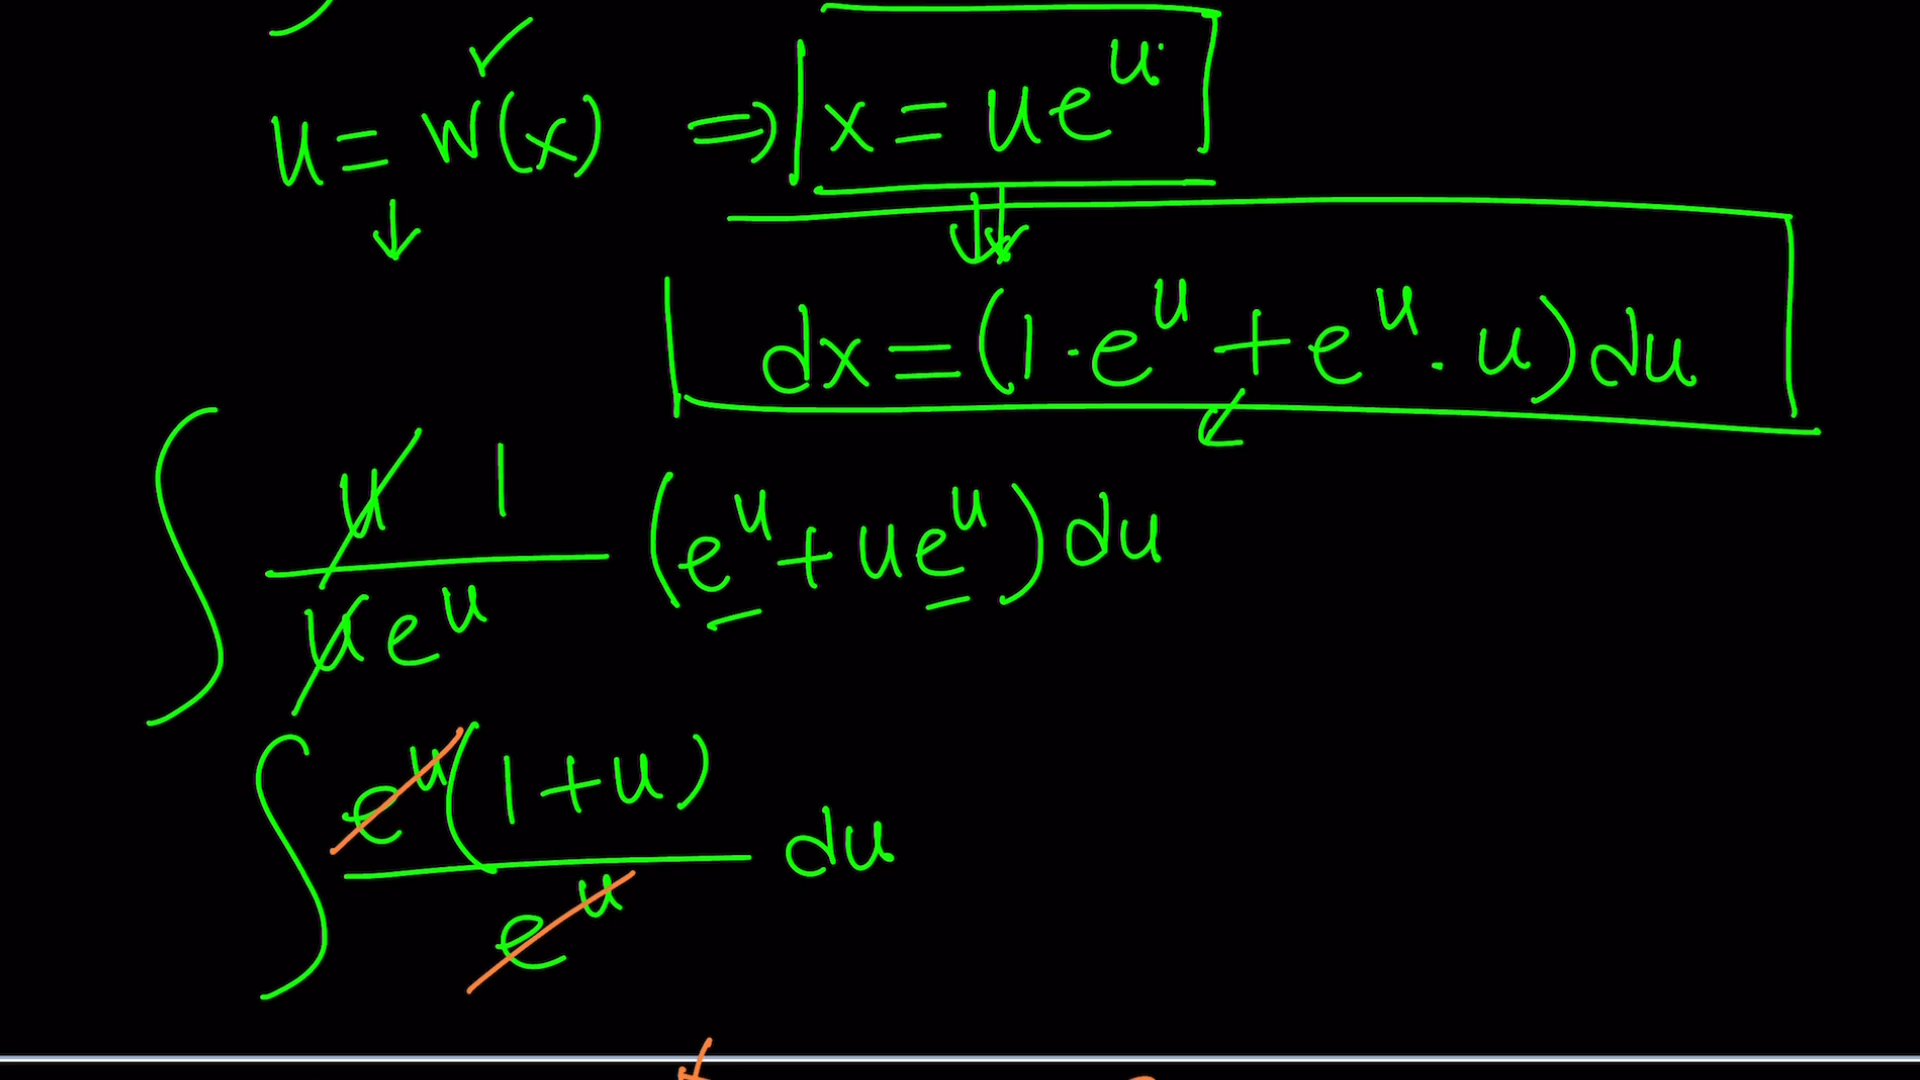 u = W(x) ✓ ⇒ x = ue^u
↓ ↓↓
dx = (1·e^u + e^u·u)du
∫ u 1 / ue^u (e^u + ue^u)du
∫ e^u(1+u) / e^u du